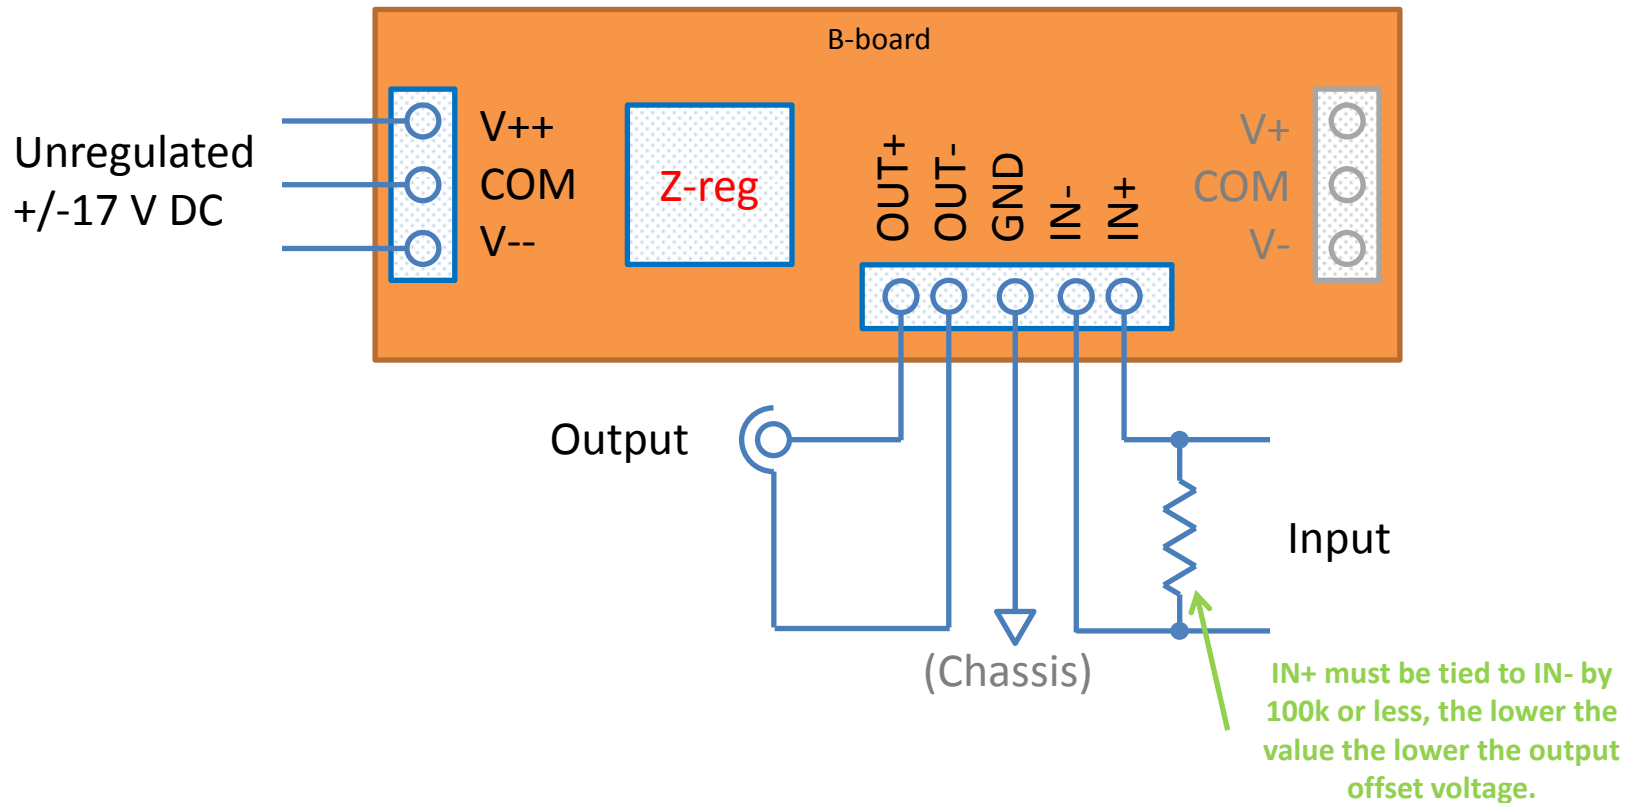 B-board
Unregulated
+/-17 V DC
V++
COM
V--
Z-reg
OUT+
OUT-
GND
IN-
IN+
V+
COM
V-
Output
Input
(Chassis)
IN+ must be tied to IN- by
100k or less, the lower the
value the lower the output
offset voltage.